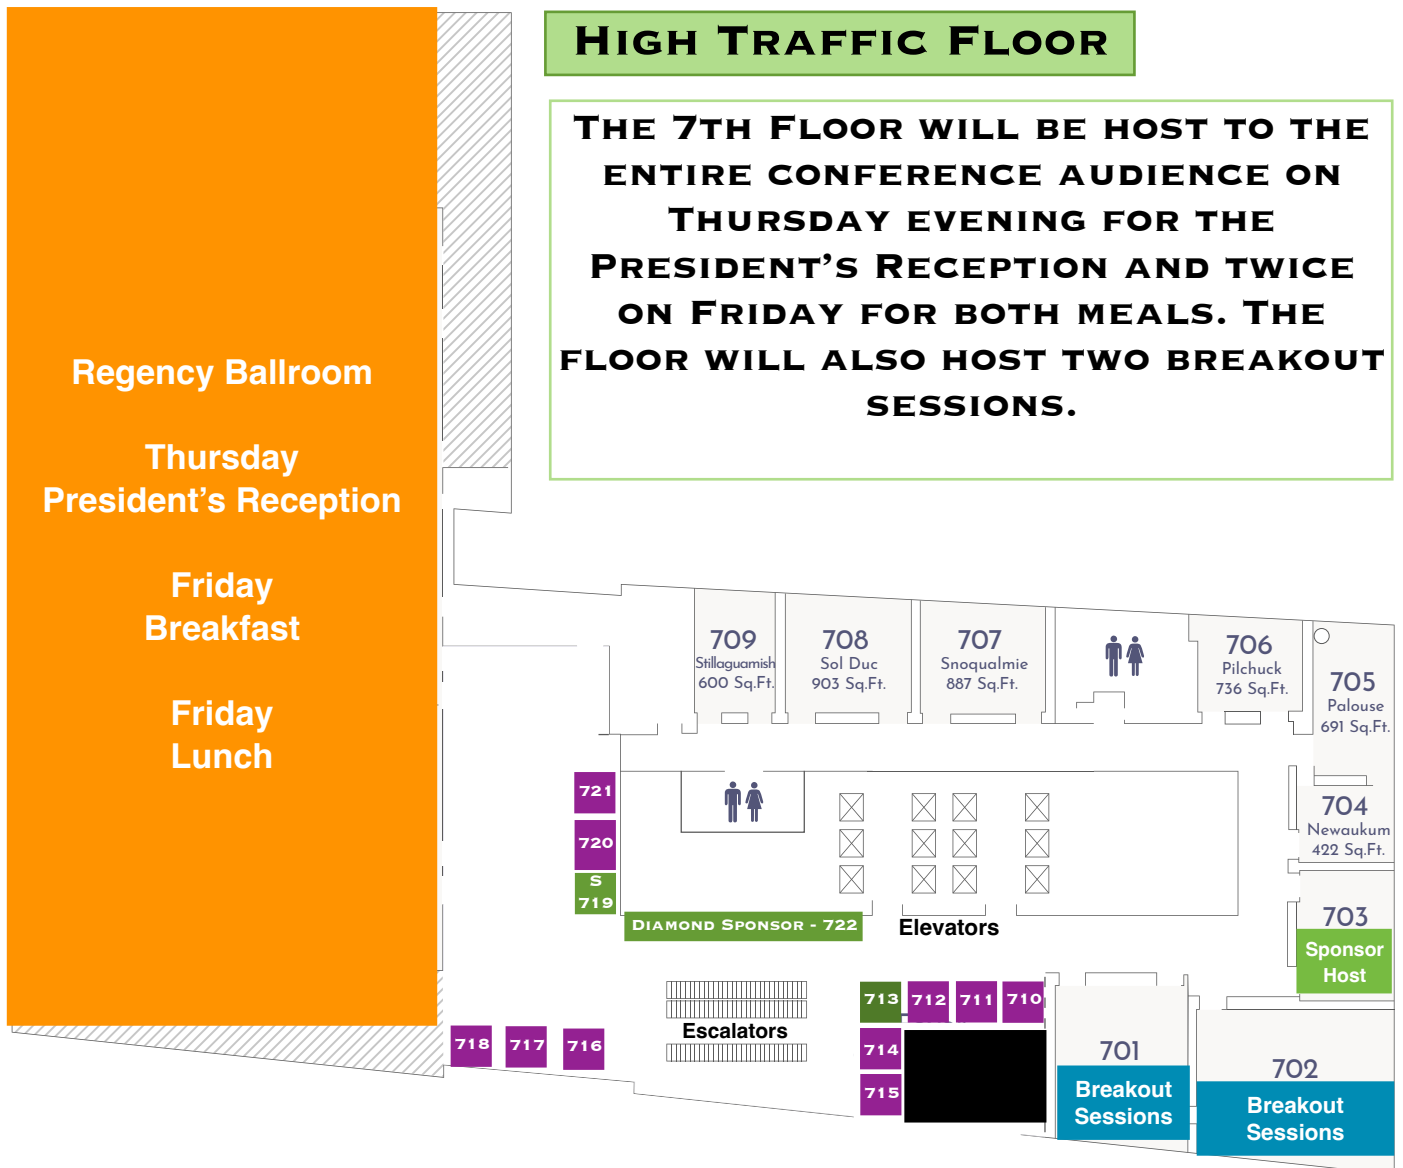 HIGH TRAFFIC FLOOR
THE 7TH FLOOR WILL BE HOST TO THE
ENTIRE CONFERENCE AUDIENCE ON
THURSDAY EVENING FOR THE
PRESIDENT’S RECEPTION AND TWICE
ON FRIDAY FOR BOTH MEALS. THE
FLOOR WILL ALSO HOST TWO BREAKOUT
SESSIONS.
Regency Ballroom
Thursday
President’s Reception
Friday
Breakfast
Friday
Lunch
709
Stillaguamish
600 Sq.Ft.
708
Sol Duc
903 Sq.Ft.
707
Snoqualmie
887 Sq.Ft.
706
Pilchuck
736 Sq.Ft.
705
Palouse
691 Sq.Ft.
704
Newaukum
422 Sq.Ft.
703
Sponsor
Host
721
720
S
719
DIAMOND SPONSOR - 722
Elevators
Escalators
713
712
711
710
714
715
718
717
716
701
Breakout
Sessions
702
Breakout
Sessions